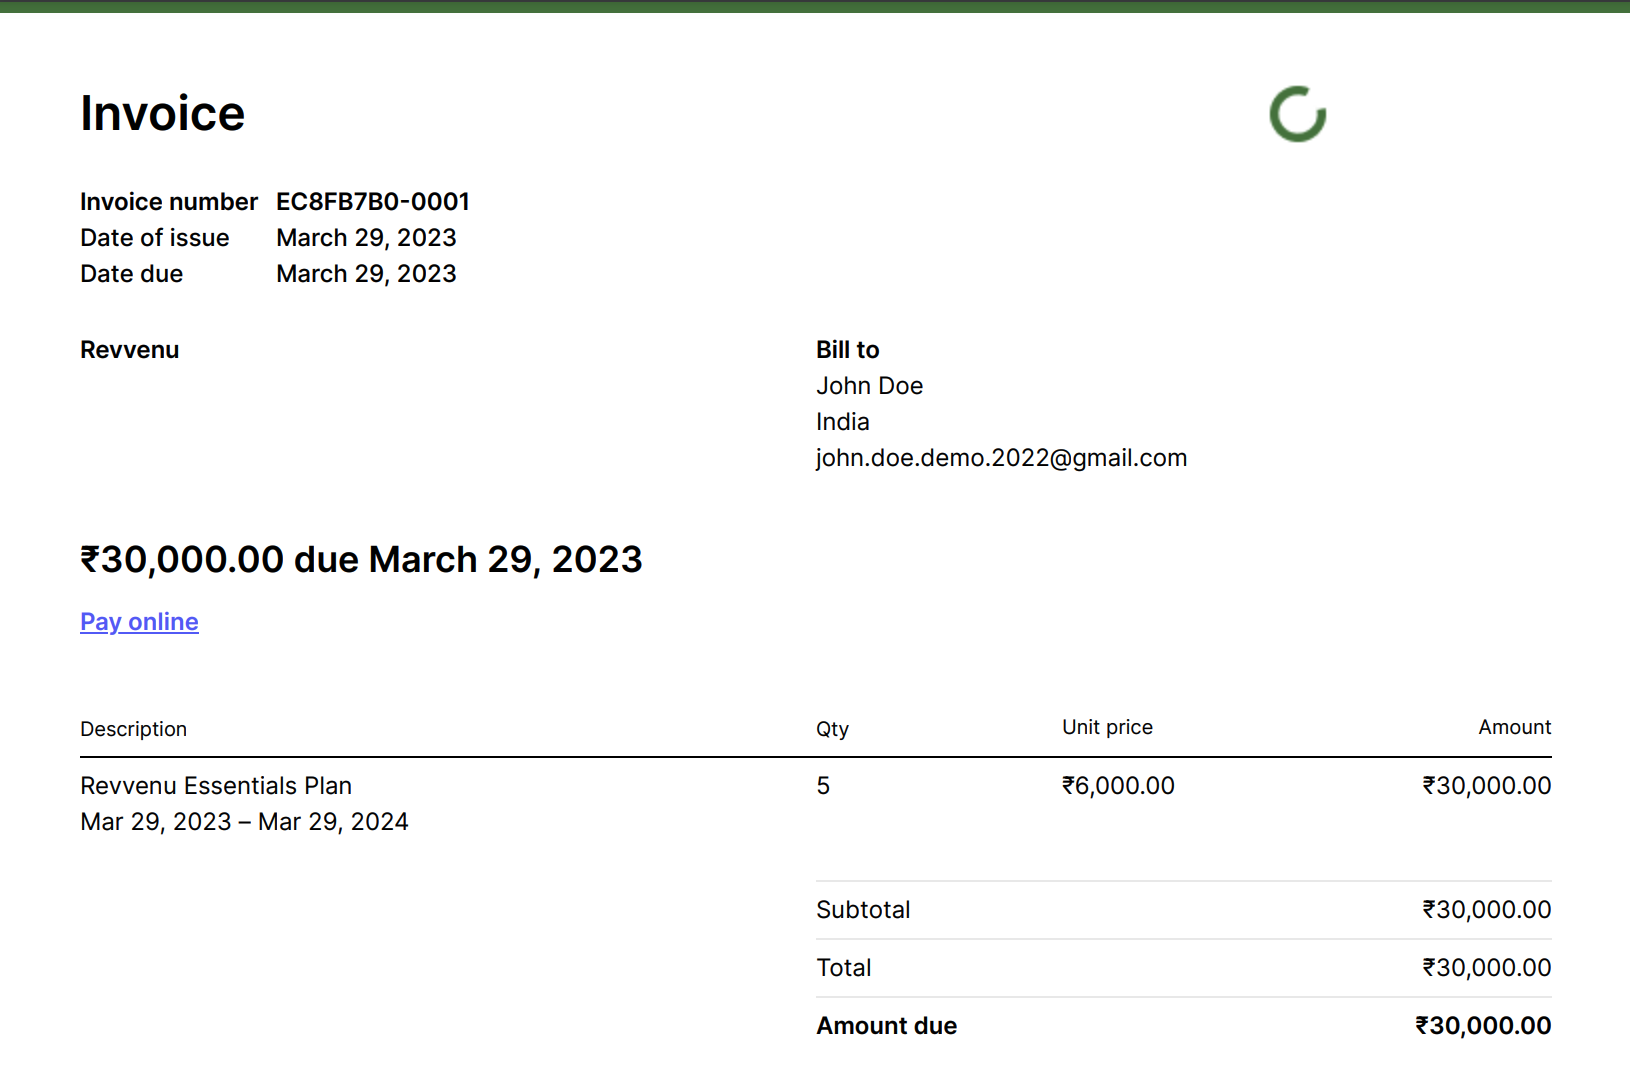 Invoice
Invoice number EC8FB7B0-0001
Date of issue March 29, 2023
Date due March 29, 2023
Revvenu
Bill to
John Doe
India
john.doe.demo.2022@gmail.com
₹30,000.00 due March 29, 2023
Pay online
Description Qty Unit price Amount
Revvenu Essentials Plan 5 ₹6,000.00 ₹30,000.00
Mar 29, 2023 – Mar 29, 2024
Subtotal ₹30,000.00
Total ₹30,000.00
Amount due ₹30,000.00